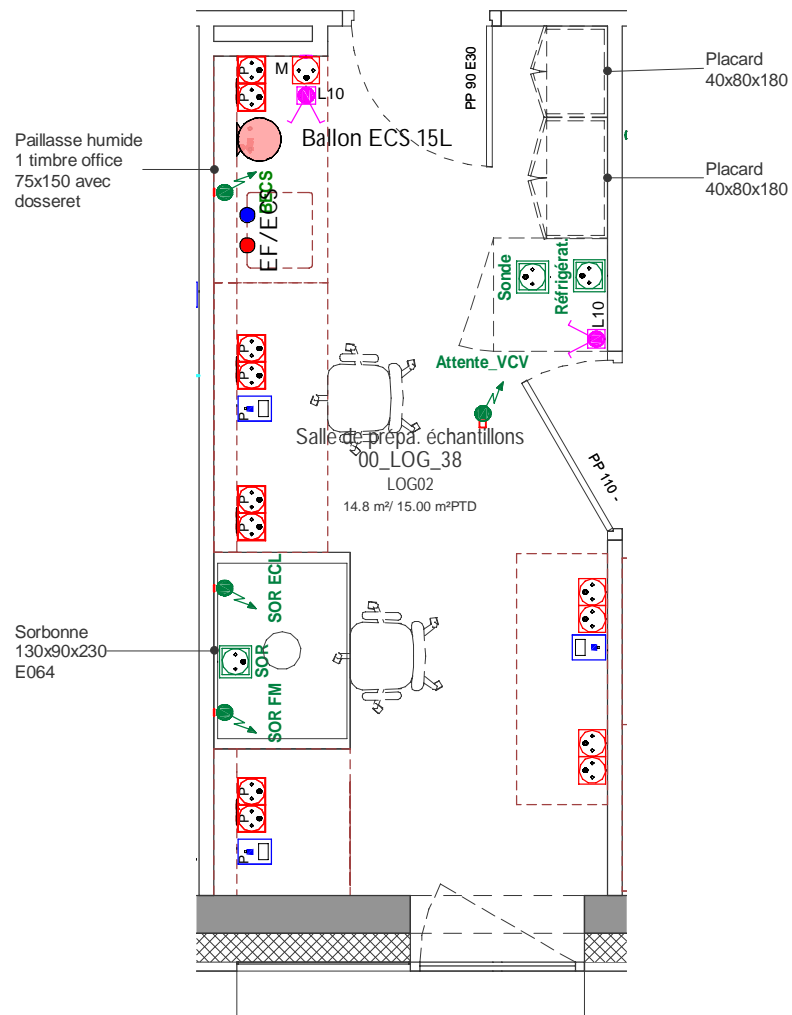 Placard
40x80x180
PP 90 E30
M
P
P
L10
Ballon ECS 15L
Paillasse humide
1 timbre office
75x150 avec
dosseret
Placard
40x80x180
BECS
EF/ECS
Sonde
Réfrigérat.
L10
Attente_VCV
P
P
P
Salle de prépa. échantillons
00_LOG_38
LOG02
14.8 m²/ 15.00 m²PTD
PP 110 -
P
P
SOR ECL
Sorbonne
130x90x230
E064
SOR
SOR FM
P
P
P